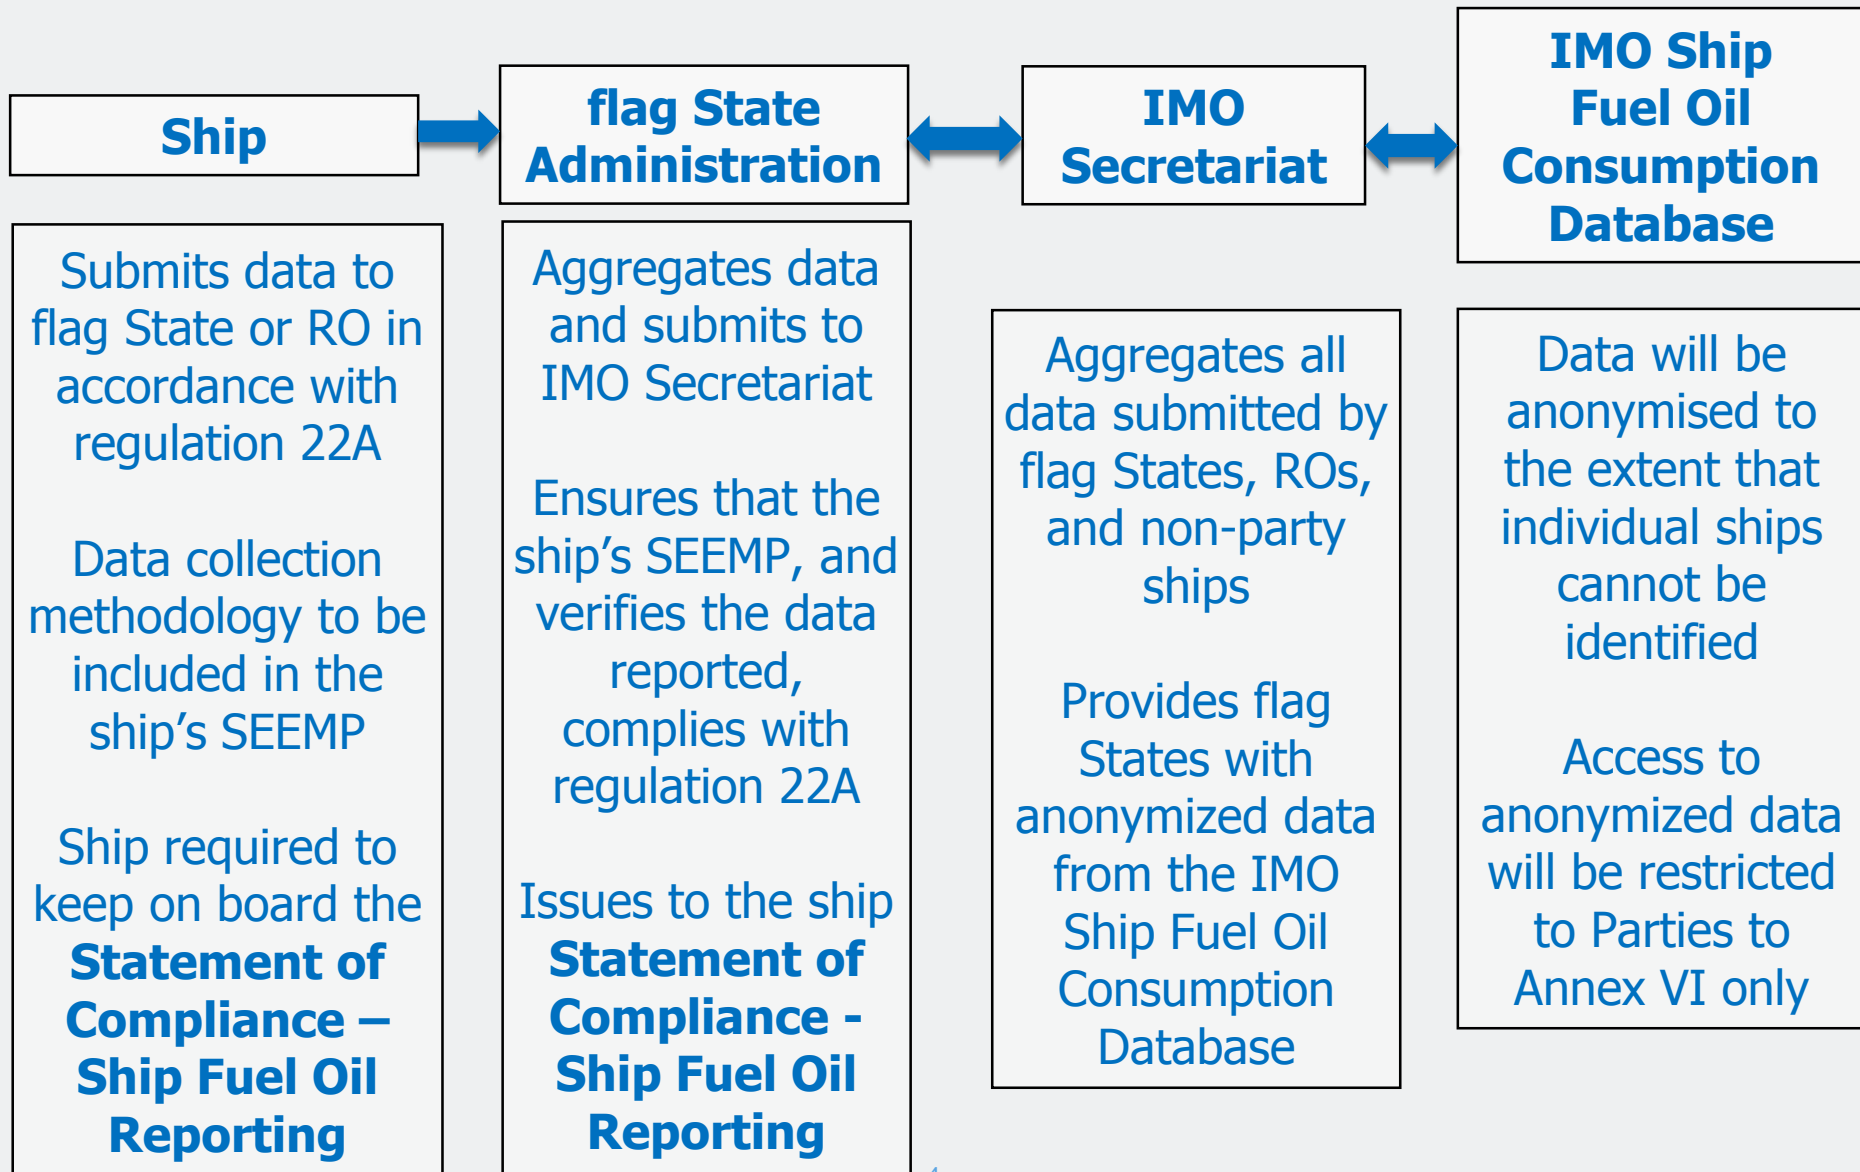 Ship
flag State
Administration
IMO
Secretariat
IMO Ship
Fuel Oil
Consumption
Database
Submits data to
flag State or RO in
accordance with
regulation 22A
Data collection
methodology to be
included in the
ship’s SEEMP
Ship required to
keep on board the
Statement of
Compliance –
Ship Fuel Oil
Reporting
Aggregates data
and submits to
IMO Secretariat
Ensures that the
ship’s SEEMP, and
verifies the data
reported,
complies with
regulation 22A
Issues to the ship
Statement of
Compliance -
Ship Fuel Oil
Reporting
Aggregates all
data submitted by
flag States, ROs,
and non-party
ships
Provides flag
States with
anonymized data
from the IMO
Ship Fuel Oil
Consumption
Database
Data will be
anonymised to
the extent that
individual ships
cannot be
identified
Access to
anonymized data
will be restricted
to Parties to
Annex VI only